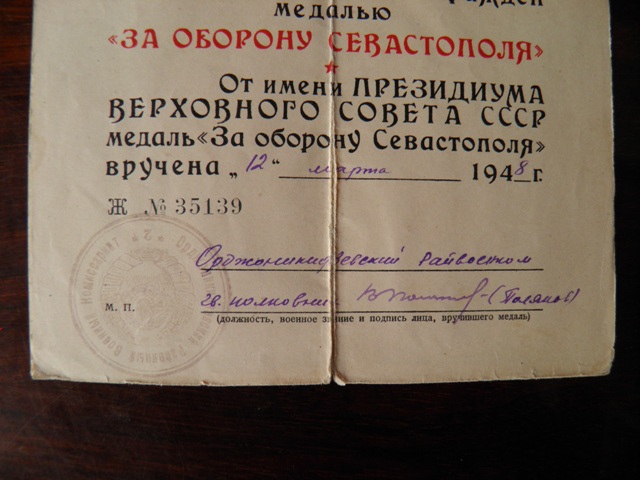 медалью
«ЗА ОБОРОНУ СЕВАСТОПОЛЯ»
От имени ПРЕЗИДИУМА
ВЕРХОВНОГО СОВЕТА СССР
медаль «За оборону Севастополя»
вручена „12“ марта 1948 г.
Ж № 35139
Орджоникидзевский Райвоенком
гв. полковник
М. П.
(должность, военное звание и подпись лица, вручившего медаль)